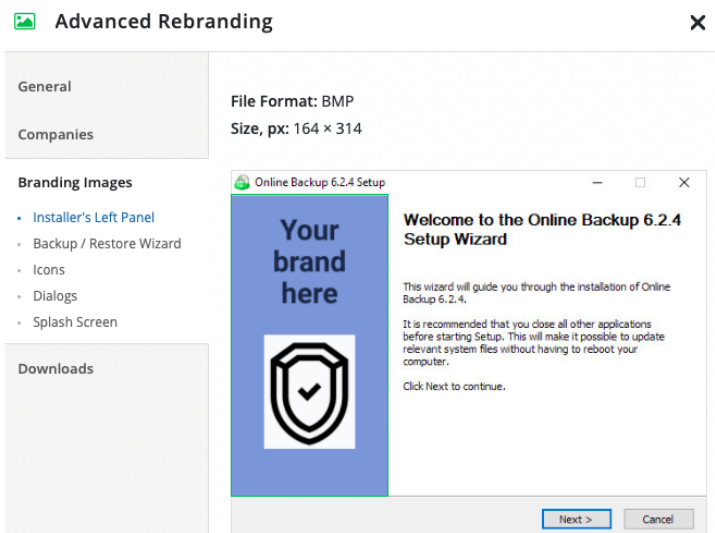 Advanced Rebranding
General
Companies
Branding Images
Installer's Left Panel
Backup / Restore Wizard
Icons
Dialogs
Splash Screen
Downloads
File Format: BMP
Size, px: 164 × 314
Online Backup 6.2.4 Setup
Your
brand
here
Welcome to the Online Backup 6.2.4
Setup Wizard
This wizard will guide you through the installation of Online
Backup 6.2.4.
It is recommended that you close all other applications
before starting Setup. This will make it possible to update
relevant system files without having to reboot your
computer.
Click Next to continue.
Next >
Cancel